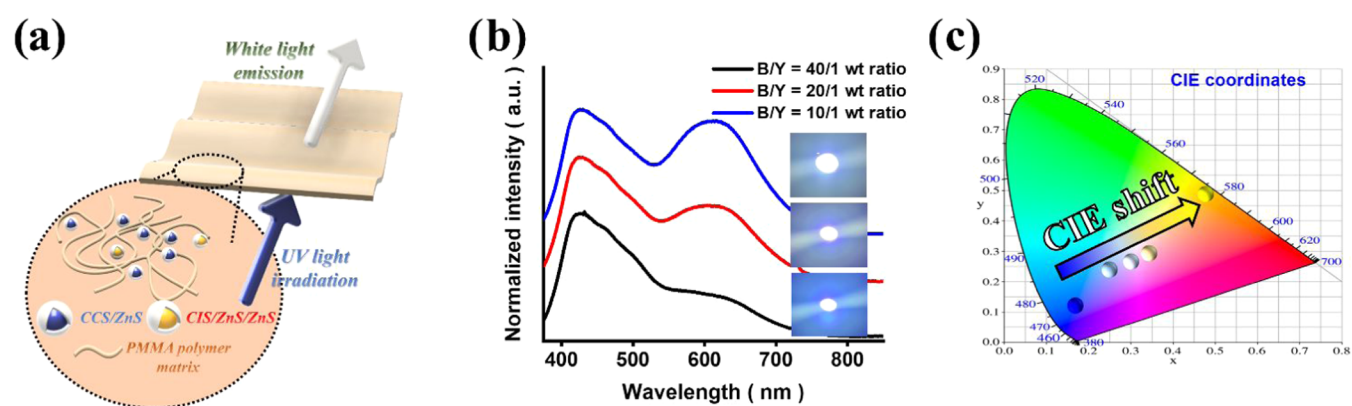 (a)
White light
emission
UV light
irradiation
CCS/ZnS
CIS/ZnS/ZnS
PMMA polymer
matrix
(b)
Normalized intensity ( a.u. )
B/Y = 40/1 wt ratio
B/Y = 20/1 wt ratio
B/Y = 10/1 wt ratio
400
500
600
700
800
Wavelength ( nm )
(c)
CIE coordinates
CIE shift
y
0.9
0.8
0.7
0.6
0.5
0.4
0.3
0.2
0.1
0.0
0.0
0.1
0.2
0.3
0.4
0.5
0.6
0.7
0.8
x
520
540
560
580
600
620
700
500
490
480
470
460
380